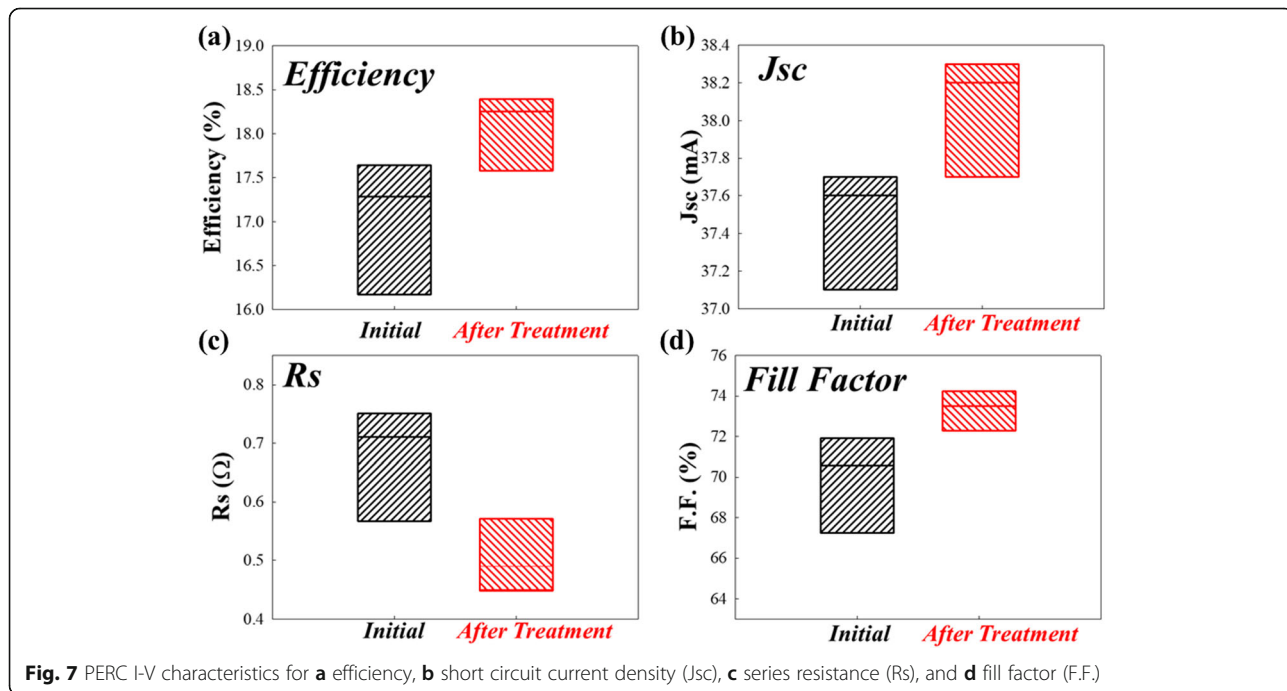 (a)
Efficiency
Efficiency (%)
19.0
18.5
18.0
17.5
17.0
16.5
16.0
Initial
After Treatment
(b)
Jsc
Jsc (mA)
38.4
38.2
38.0
37.8
37.6
37.4
37.2
37.0
Initial
After Treatment
(c)
Rs
Rs (Ω)
0.8
0.7
0.6
0.5
0.4
Initial
After Treatment
(d)
Fill Factor
F.F. (%)
76
74
72
70
68
66
64
Initial
After Treatment
Fig. 7 PERC I-V characteristics for a efficiency, b short circuit current density (Jsc), c series resistance (Rs), and d fill factor (F.F.)